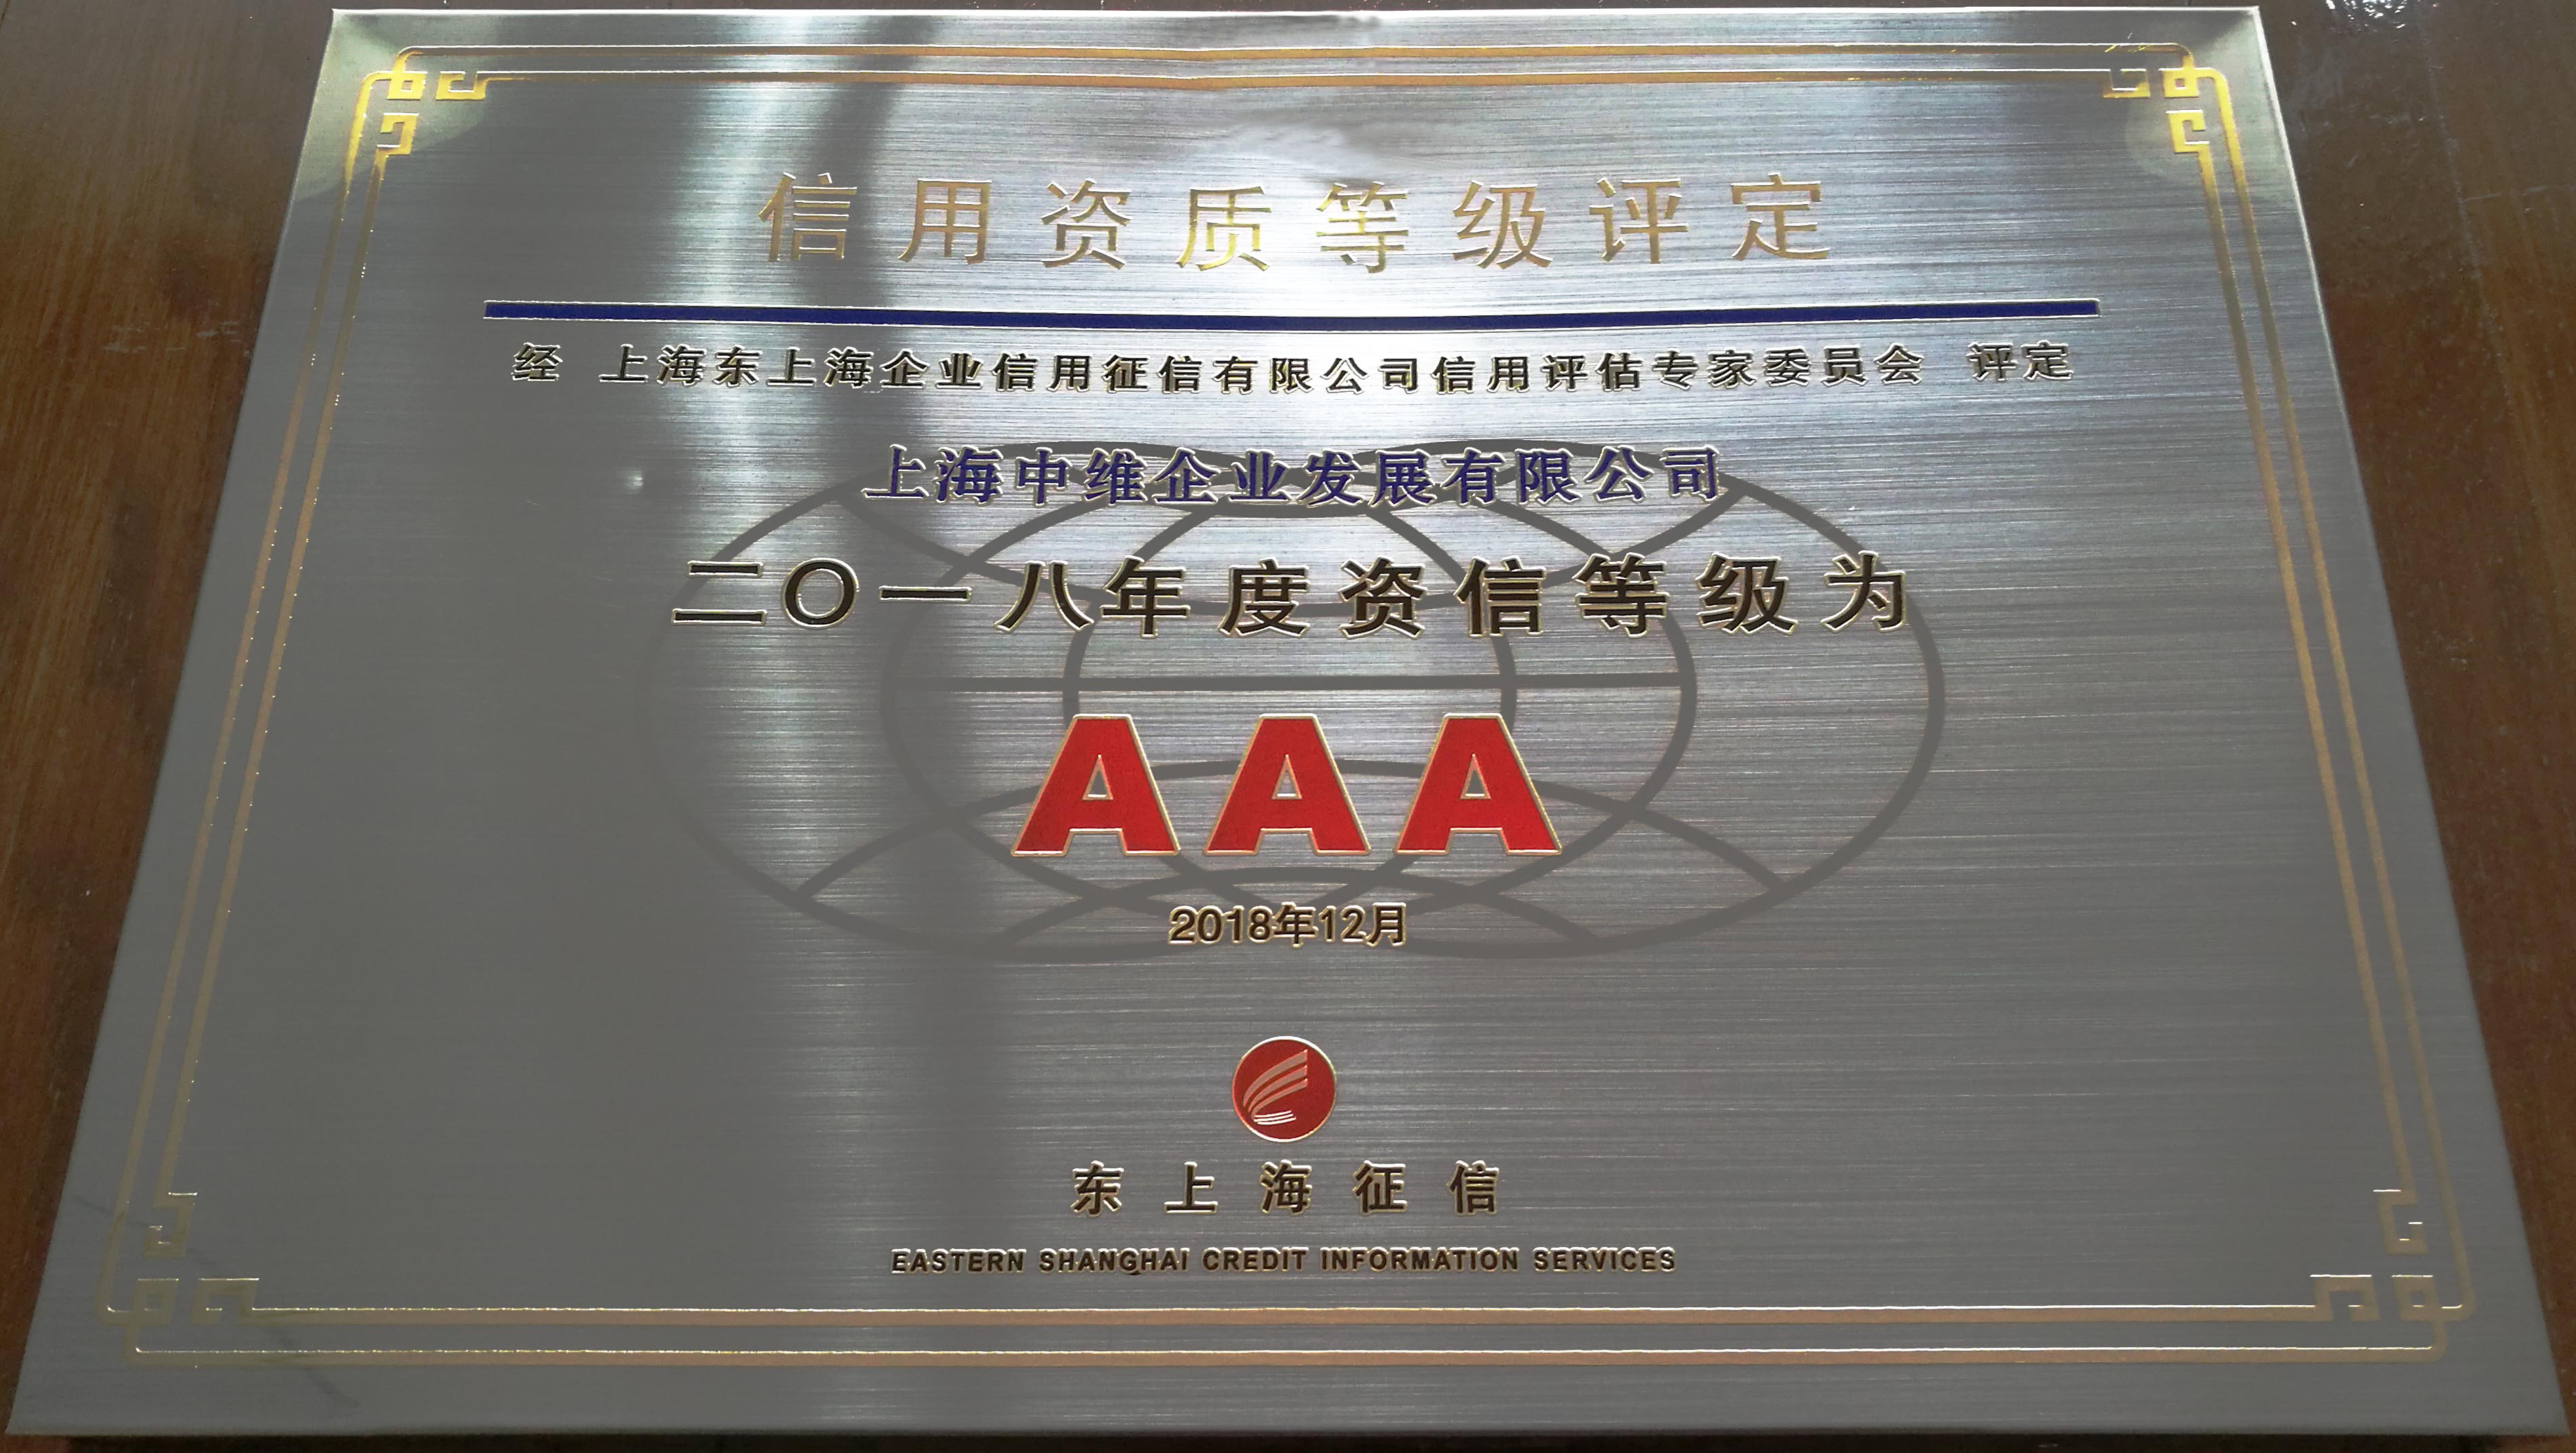 信用资质等级评定
经 上海东上海企业信用征信有限公司信用评估专家委员会 评定
上海中维企业发展有限公司
二〇一八年度资信等级为
AAA
2018年12月
东上海征信
EASTERN SHANGHAI CREDIT INFORMATION SERVICES